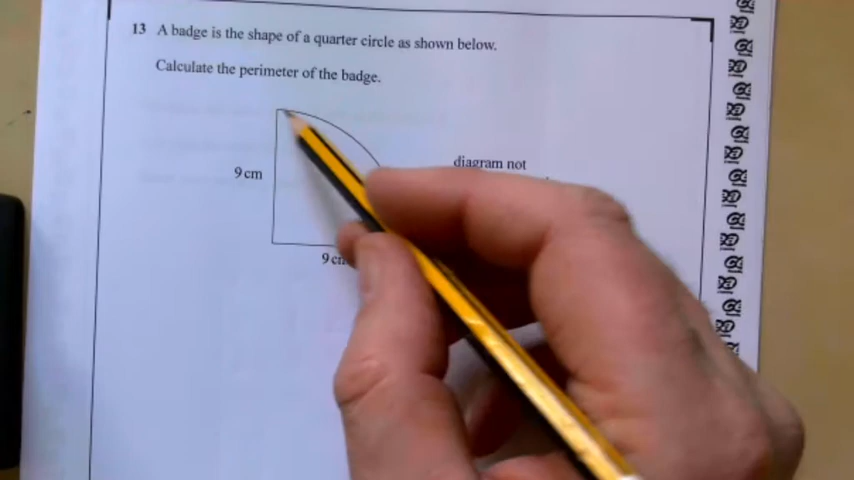 13 A badge is the shape of a quarter circle as shown below.
Calculate the perimeter of the badge.
diagram not
9 cm
9